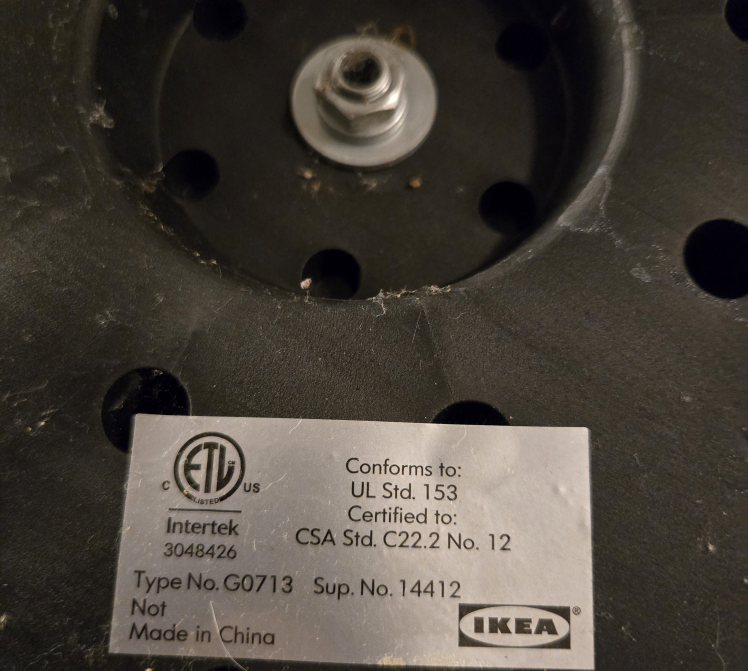 ETL CM
LISTED
C US
Intertek
3048426
Conforms to:
UL Std. 153
Certified to:
CSA Std. C22.2 No. 12
Type No. G0713 Sup. No. 14412
Not
Made in China
IKEA®